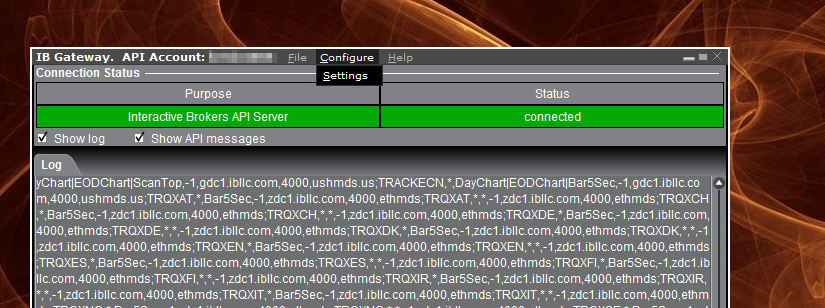 IB Gateway. API Account: File Configure Help
Settings
Connection Status
Purpose Status
Interactive Brokers API Server connected
Show log Show API messages
Log
yChart|EODChart|ScanTop,-1,gdc1.ibllc.com,4000,ushmds.us;TRACKECN,*,DayChart|EODChart|Bar5Sec,-1,gdc1.ibllc.co
m,4000,ushmds.us;TRQXAT,*,Bar5Sec,-1,zdc1.ibllc.com,4000,ethmds;TRQXAT,*,*,-1,zdc1.ibllc.com,4000,ethmds;TRQXCH
,*,Bar5Sec,-1,zdc1.ibllc.com,4000,ethmds;TRQXCH,*,*,-1,zdc1.ibllc.com,4000,ethmds;TRQXDE,*,Bar5Sec,-1,zdc1.ibllc.com,
4000,ethmds;TRQXDE,*,*,-1,zdc1.ibllc.com,4000,ethmds;TRQXDK,*,Bar5Sec,-1,zdc1.ibllc.com,4000,ethmds;TRQXDK,*,*,-1
,zdc1.ibllc.com,4000,ethmds;TRQXEN,*,Bar5Sec,-1,zdc1.ibllc.com,4000,ethmds;TRQXEN,*,*,-1,zdc1.ibllc.com,4000,ethmds
;TRQXES,*,Bar5Sec,-1,zdc1.ibllc.com,4000,ethmds;TRQXES,*,*,-1,zdc1.ibllc.com,4000,ethmds;TRQXFI,*,Bar5Sec,-1,zdc1.ib
llc.com,4000,ethmds;TRQXFI,*,*,-1,zdc1.ibllc.com,4000,ethmds;TRQXIR,*,Bar5Sec,-1,zdc1.ibllc.com,4000,ethmds;TRQXIR,
*,*,-1,zdc1.ibllc.com,4000,ethmds;TRQXIT,*,Bar5Sec,-1,zdc1.ibllc.com,4000,ethmds;TRQXIT,*,*,-1,zdc1.ibllc.com,4000,eth